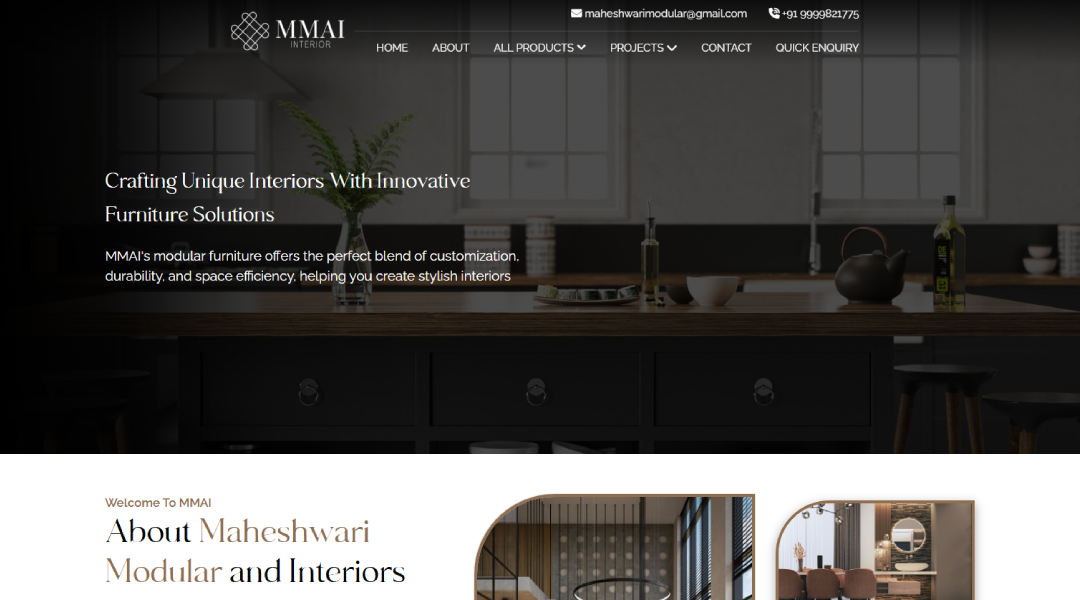 MMAI
INTERIOR
maheshwarimodular@gmail.com +91 9999821775
HOME ABOUT ALL PRODUCTS PROJECTS CONTACT QUICK ENQUIRY
Crafting Unique Interiors With Innovative
Furniture Solutions
MMAI's modular furniture offers the perfect blend of customization,
durability, and space efficiency, helping you create stylish interiors
Welcome To MMAI
About Maheshwari
Modular and Interiors